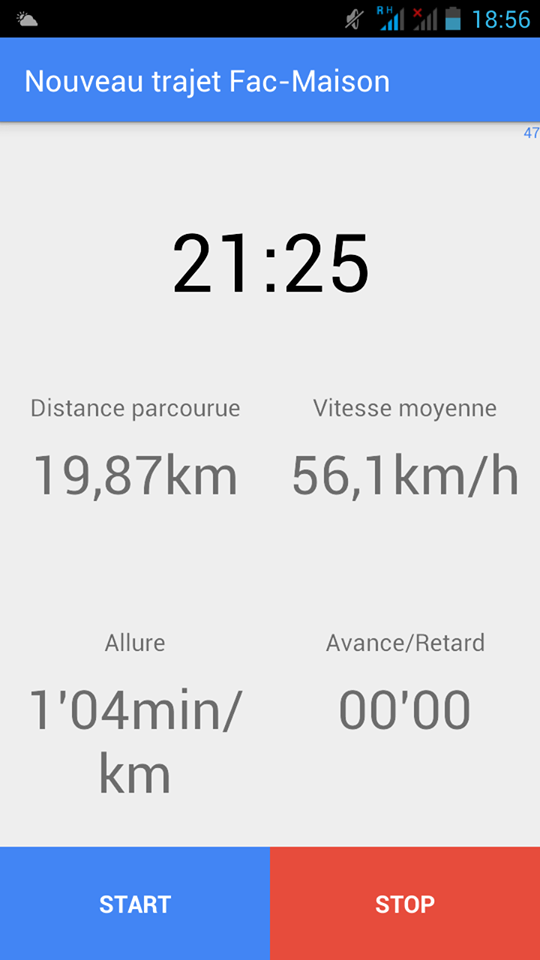 R H
18:56
Nouveau trajet Fac-Maison
47
21:25
Distance parcourue
Vitesse moyenne
19,87km
56,1km/h
Allure
Avance/Retard
1'04min/
km
00'00
START
STOP